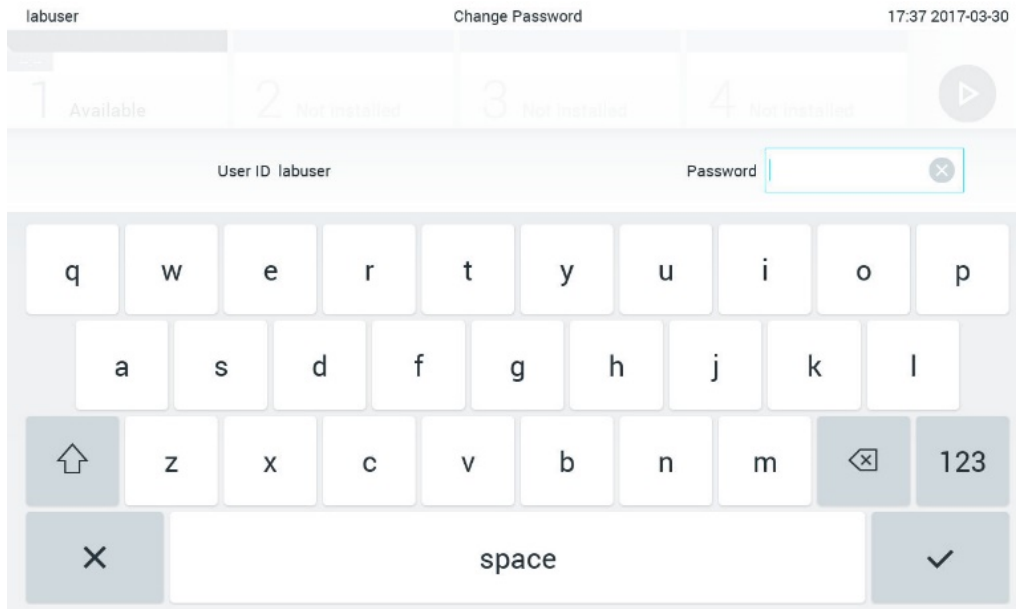 labuser Change Password 17:37 2017-03-30
1 Available 2 Not installed 3 Not installed 4 Not installed
User ID labuser Password
q w e r t y u i o p
a s d f g h j k l
z x c v b n m 123
space